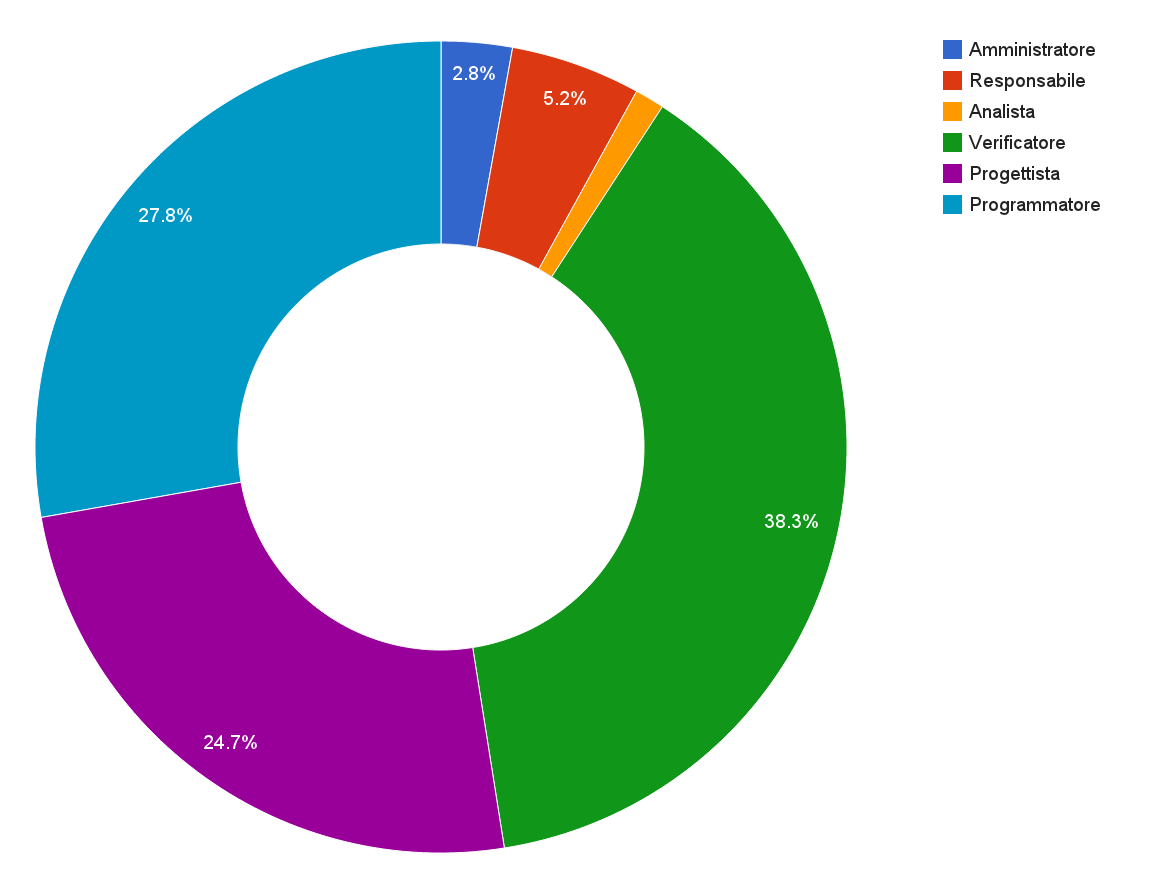 Amministratore
Responsabile
Analista
Verificatore
Progettista
Programmatore
2.8%
5.2%
38.3%
24.7%
27.8%